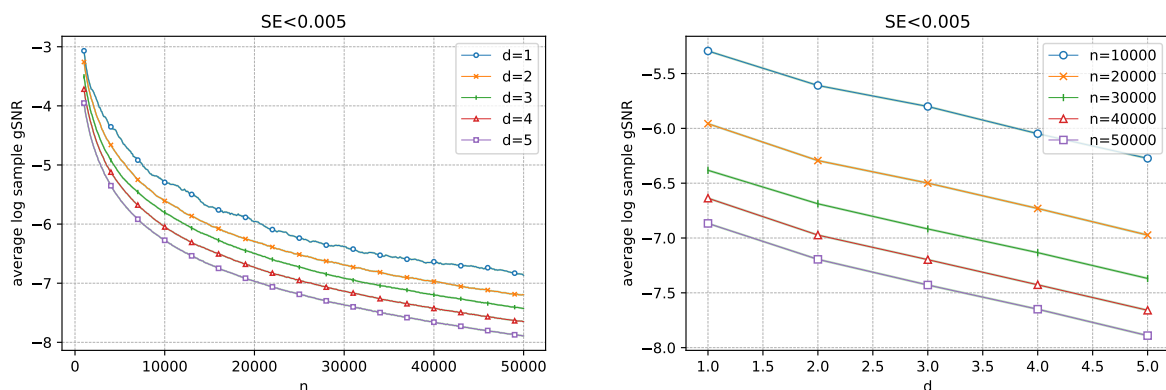 SE<0.005
average log sample gSNR
−3
−4
−5
−6
−7
−8
0
10000
20000
30000
40000
50000
n
d=1
d=2
d=3
d=4
d=5
SE<0.005
average log sample gSNR
−5.5
−6.0
−6.5
−7.0
−7.5
−8.0
1.0
1.5
2.0
2.5
3.0
3.5
4.0
4.5
5.0
d
n=10000
n=20000
n=30000
n=40000
n=50000